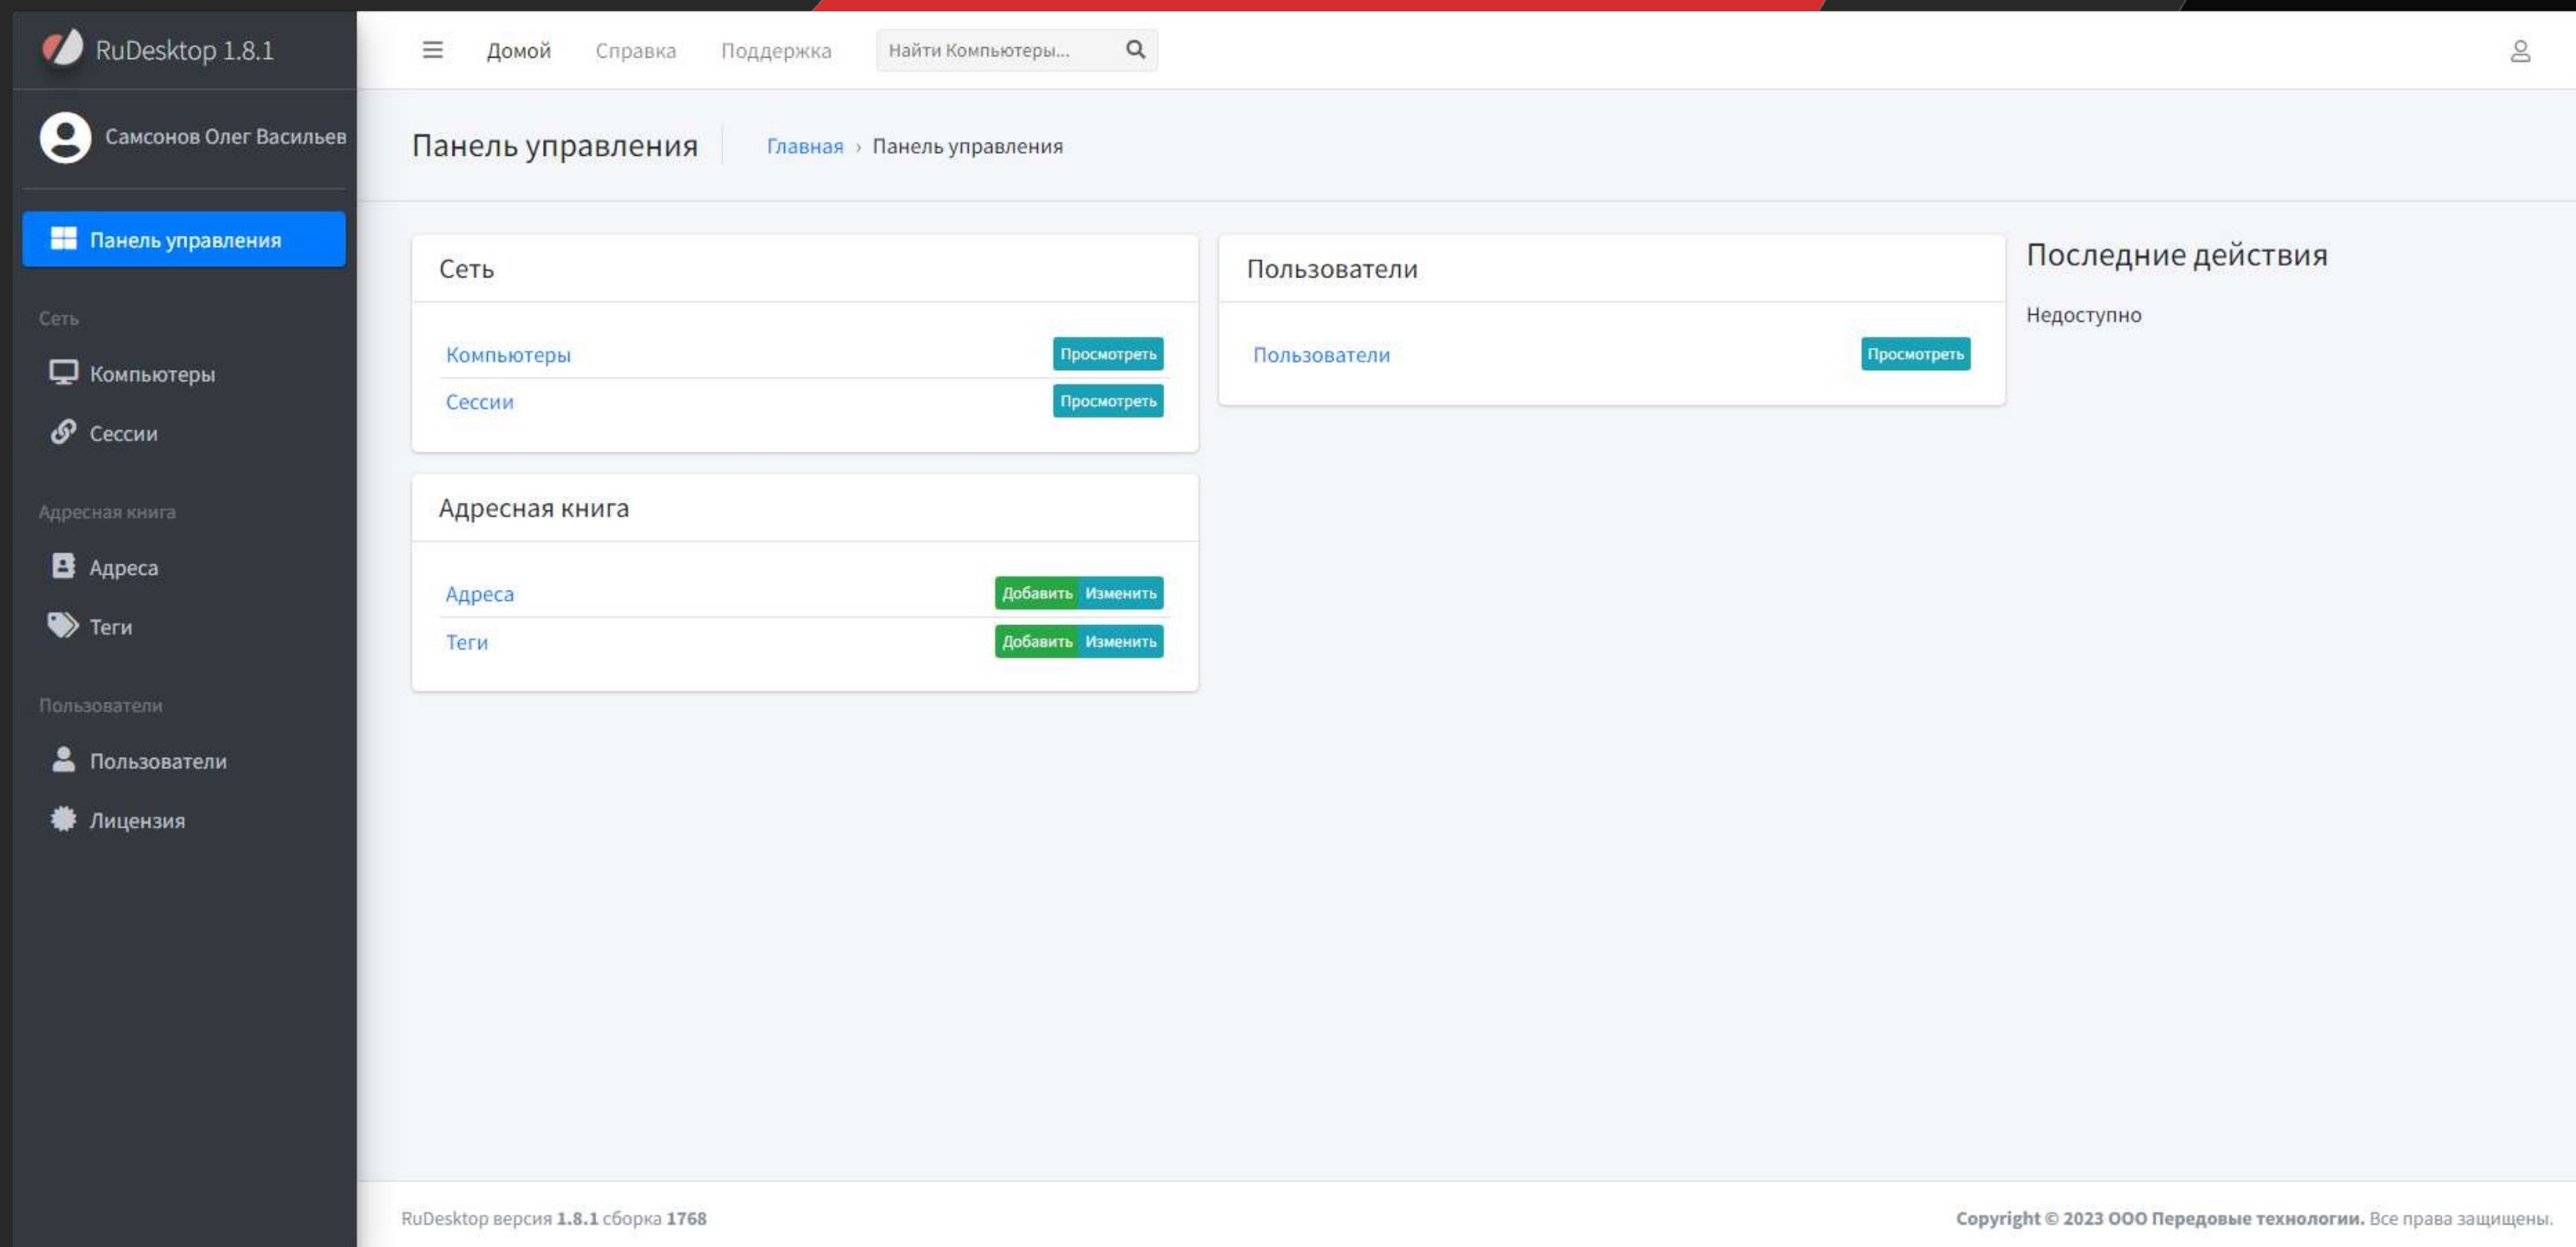 RuDesktop 1.8.1
Самсонов Олег Васильев
Панель управления
Сеть
Компьютеры
Сессии
Адресная книга
Адреса
Теги
Пользователи
Пользователи
Лицензия
Домой Справка Поддержка Найти Компьютеры...
Панель управления Главная › Панель управления
Сеть
Компьютеры Просмотреть
Сессии Просмотреть
Адресная книга
Адреса Добавить Изменить
Теги Добавить Изменить
Пользователи
Пользователи Просмотреть
Последние действия
Недоступно
RuDesktop версия 1.8.1 сборка 1768
Copyright © 2023 ООО Передовые технологии. Все права защищены.